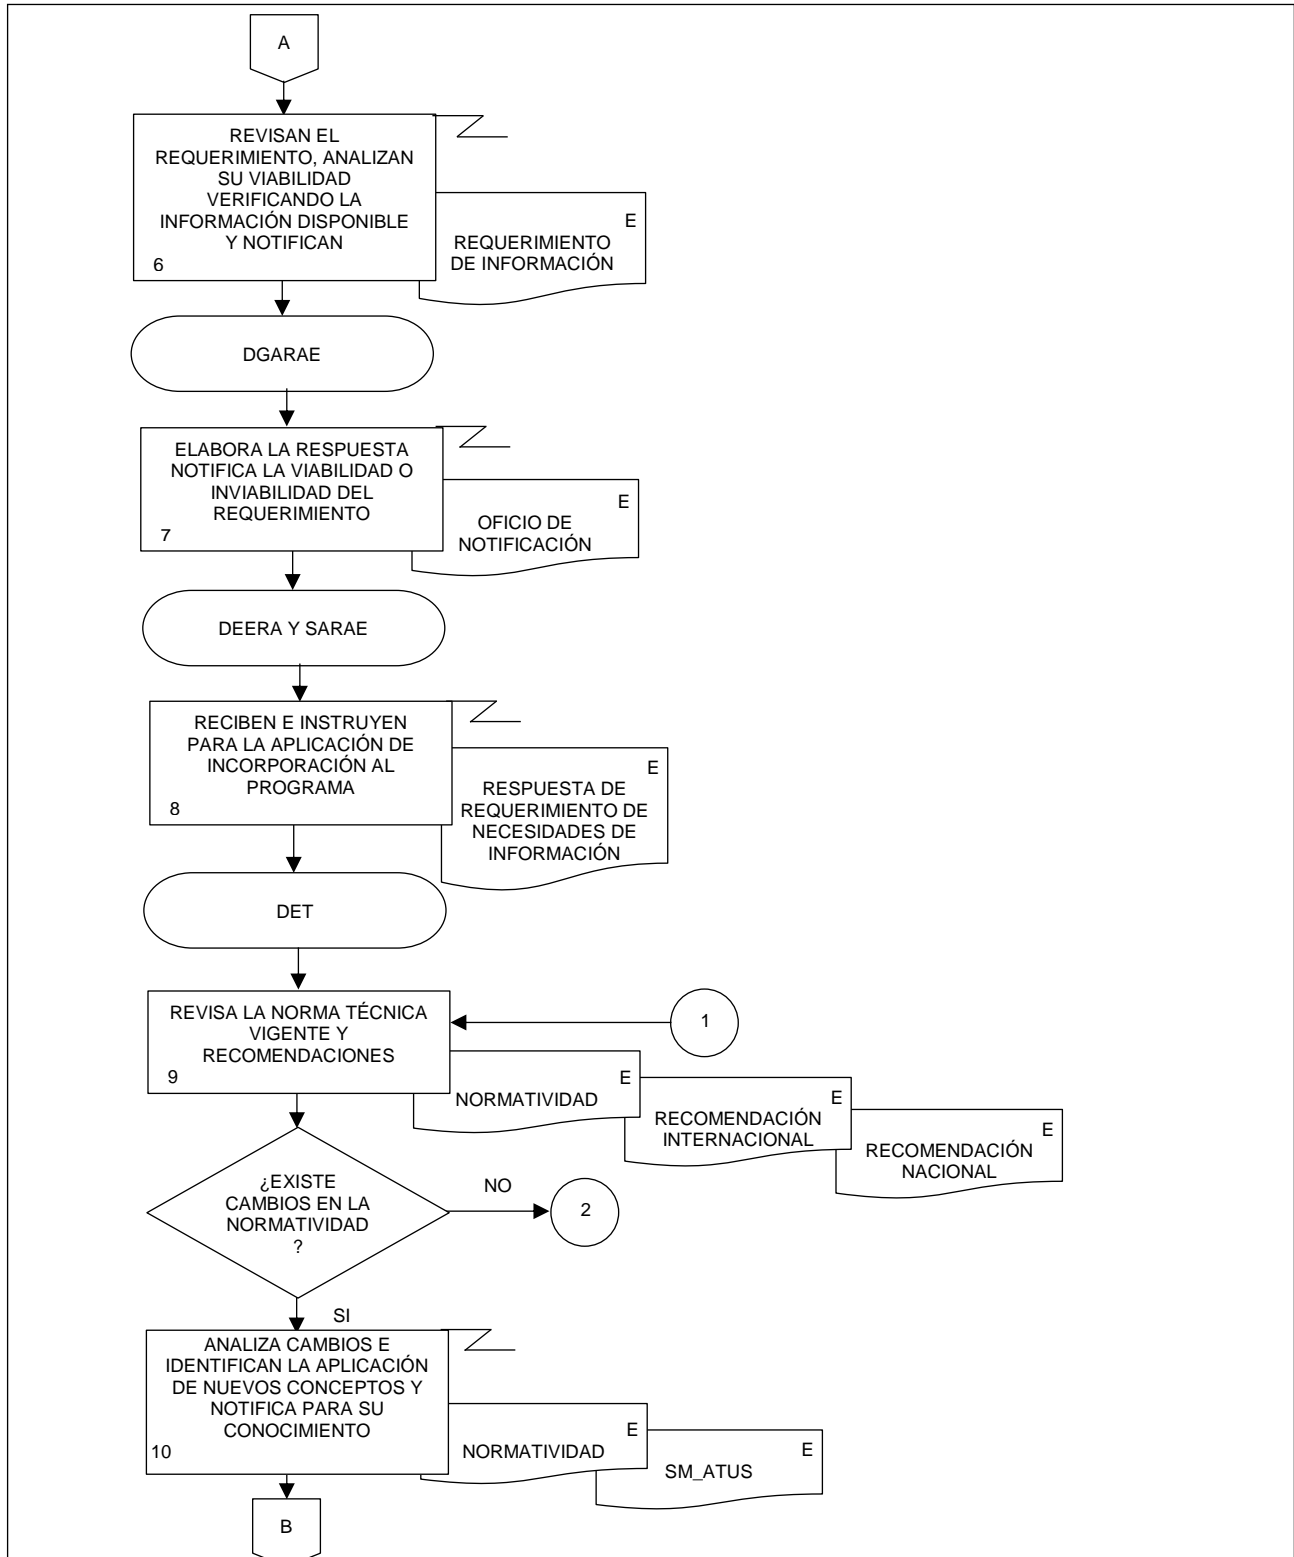 A
REVISAN EL
REQUERIMIENTO, ANALIZAN
SU VIABILIDAD
VERIFICANDO LA
INFORMACIÓN DISPONIBLE
Y NOTIFICAN
6
E
REQUERIMIENTO
DE INFORMACIÓN
DGARAE
ELABORA LA RESPUESTA
NOTIFICA LA VIABILIDAD O
INVIABILIDAD DEL
REQUERIMIENTO
7
E
OFICIO DE
NOTIFICACIÓN
DEERA Y SARAE
RECIBEN E INSTRUYEN
PARA LA APLICACIÓN DE
INCORPORACIÓN AL
PROGRAMA
8
E
RESPUESTA DE
REQUERIMIENTO DE
NECESIDADES DE
INFORMACIÓN
DET
REVISA LA NORMA TÉCNICA
VIGENTE Y
RECOMENDACIONES
9
1
E
NORMATIVIDAD
E
RECOMENDACIÓN
INTERNACIONAL
E
RECOMENDACIÓN
NACIONAL
¿EXISTE
CAMBIOS EN LA
NORMATIVIDAD
?
NO
2
SI
ANALIZA CAMBIOS E
IDENTIFICAN LA APLICACIÓN
DE NUEVOS CONCEPTOS Y
NOTIFICA PARA SU
CONOCIMIENTO
10
E
NORMATIVIDAD
E
SM_ATUS
B